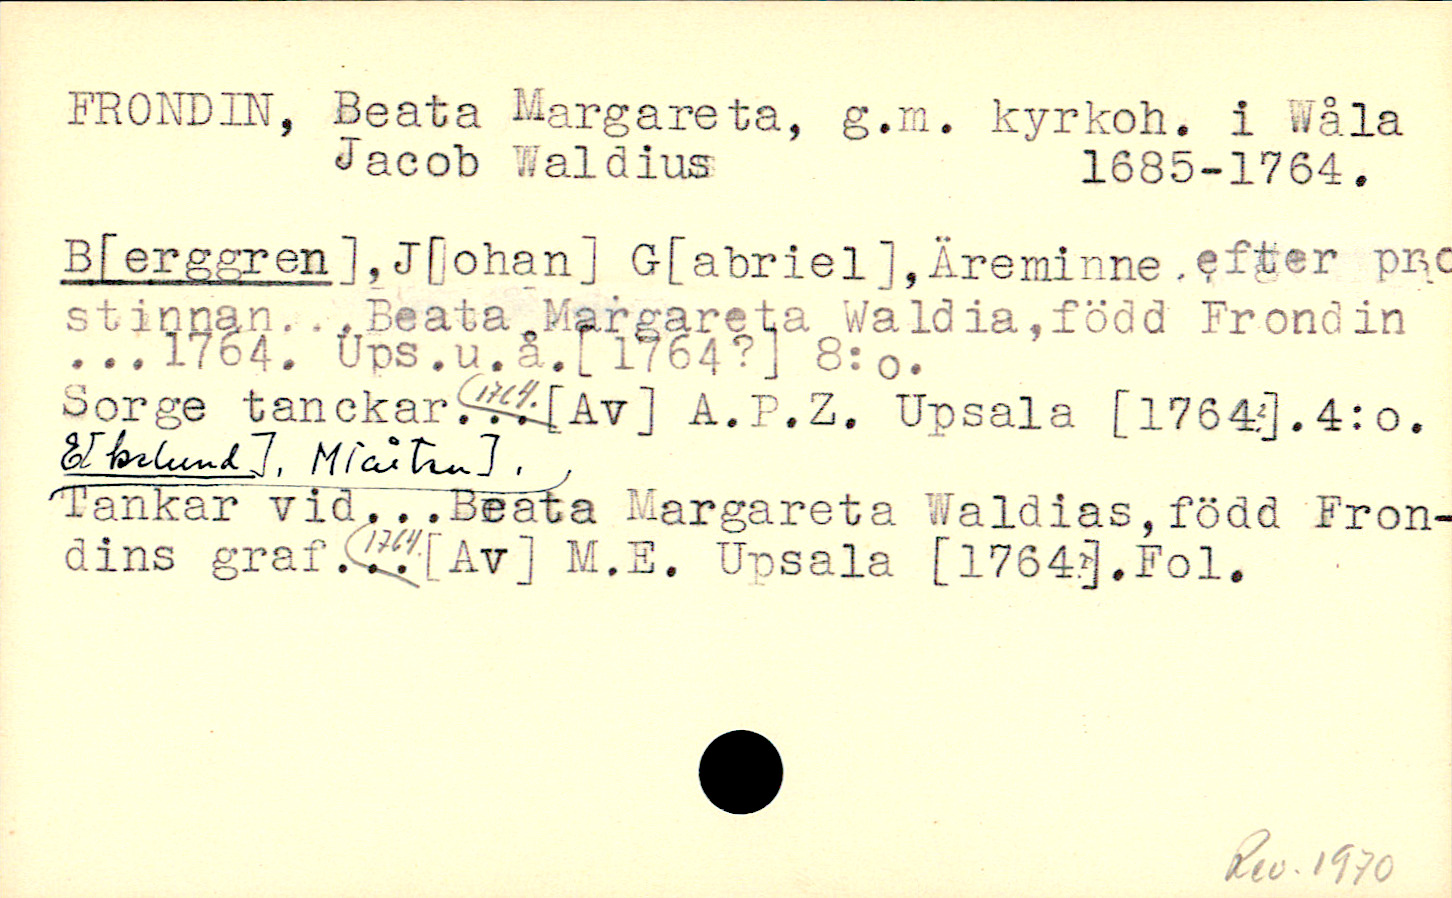 FRONDIN, Beata Margareta, g.m. kyrkoh. i Wåla
Jacob Waldius 1685-1764.
B[erggren],J[ohan] G[abriel],Äreminne efter pro
stinnan...Beata Margareta Waldia,född Frondin
...1764. Ups.u.å.[1764?] 8:o.
Sorge tanckar...1764.[Av] A.P.Z. Upsala [1764?].4:o.
E[kelund],
Tankar vid...Beata Margareta Waldias,född Fron-
dins graf...1764.[Av] M.E. Upsala [1764?].Fol.
Rev. 1970